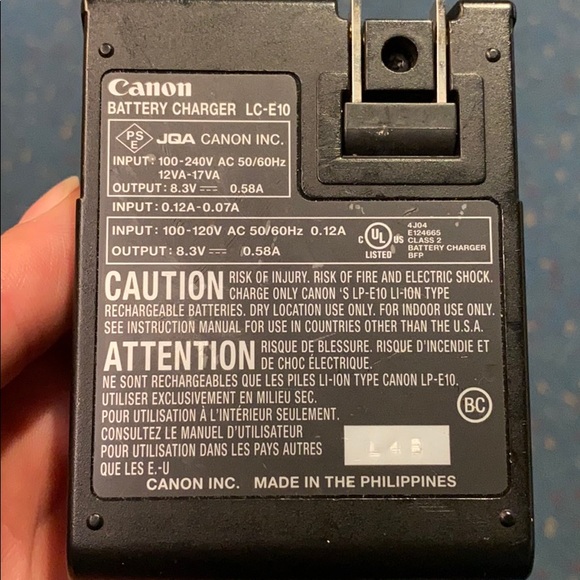 Canon
BATTERY CHARGER LC-E10
PS
E
JQA CANON INC.
INPUT: 100-240V AC 50/60Hz
12VA-17VA
OUTPUT: 8.3V ⎓ 0.58A
INPUT: 0.12A-0.07A
INPUT: 100-120V AC 50/60Hz 0.12A
OUTPUT: 8.3V ⎓ 0.58A
C UL US
LISTED
4J04
E124665
CLASS 2
BATTERY CHARGER
BFP
CAUTION RISK OF INJURY. RISK OF FIRE AND ELECTRIC SHOCK.
CHARGE ONLY CANON 'S LP-E10 LI-ION TYPE
RECHARGEABLE BATTERIES. DRY LOCATION USE ONLY. FOR INDOOR USE ONLY.
SEE INSTRUCTION MANUAL FOR USE IN COUNTRIES OTHER THAN THE U.S.A.
ATTENTION RISQUE DE BLESSURE. RISQUE D'INCENDIE ET
DE CHOC ÉLECTRIQUE.
NE SONT RECHARGEABLES QUE LES PILES LI-ION TYPE CANON LP-E10.
UTILISER EXCLUSIVEMENT EN MILIEU SEC.
POUR UTILISATION À L'INTÉRIEUR SEULEMENT.
CONSULTEZ LE MANUEL D'UTILISATEUR
POUR UTILISATION DANS LES PAYS AUTRES
QUE LES E.-U
BC
CANON INC. MADE IN THE PHILIPPINES